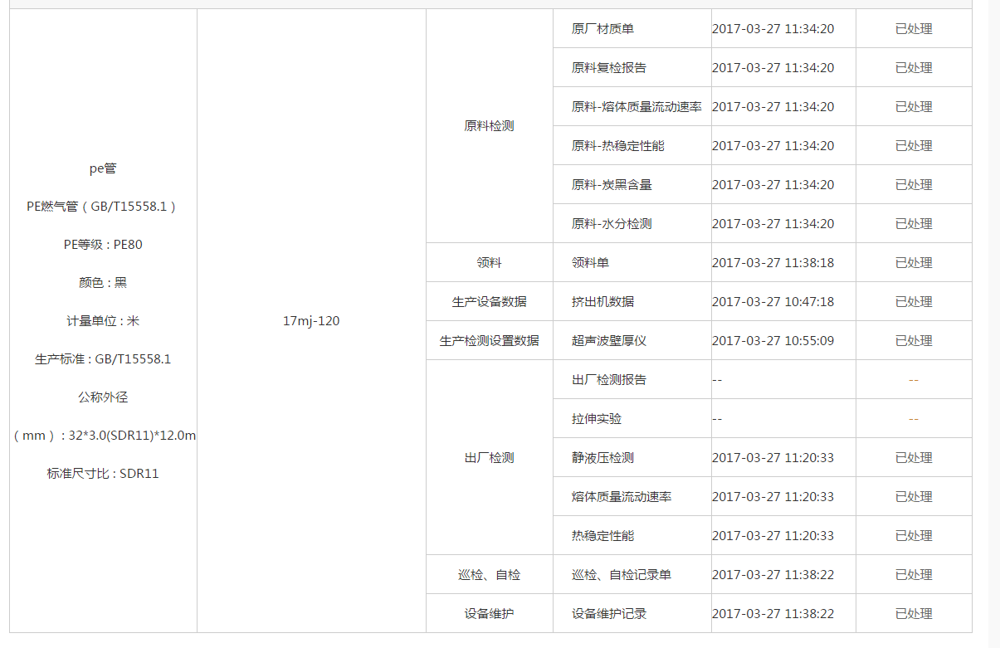 pe管
PE燃气管（GB/T15558.1）
PE等级 : PE80
颜色 : 黑
计量单位 : 米
生产标准 : GB/T15558.1
公称外径
（mm）: 32*3.0(SDR11)*12.0m
标准尺寸比 : SDR11
17mj-120
原料检测
原厂材质单 2017-03-27 11:34:20 已处理
原料复检报告 2017-03-27 11:34:20 已处理
原料-熔体质量流动速率 2017-03-27 11:34:20 已处理
原料-热稳定性能 2017-03-27 11:34:20 已处理
原料-炭黑含量 2017-03-27 11:34:20 已处理
原料-水分检测 2017-03-27 11:34:20 已处理
领料 领料单 2017-03-27 11:38:18 已处理
生产设备数据 挤出机数据 2017-03-27 10:47:18 已处理
生产检测设置数据 超声波壁厚仪 2017-03-27 10:55:09 已处理
出厂检测
出厂检测报告 -- --
拉伸实验 -- --
静液压检测 2017-03-27 11:20:33 已处理
熔体质量流动速率 2017-03-27 11:20:33 已处理
热稳定性能 2017-03-27 11:20:33 已处理
巡检、自检 巡检、自检记录单 2017-03-27 11:38:22 已处理
设备维护 设备维护记录 2017-03-27 11:38:22 已处理